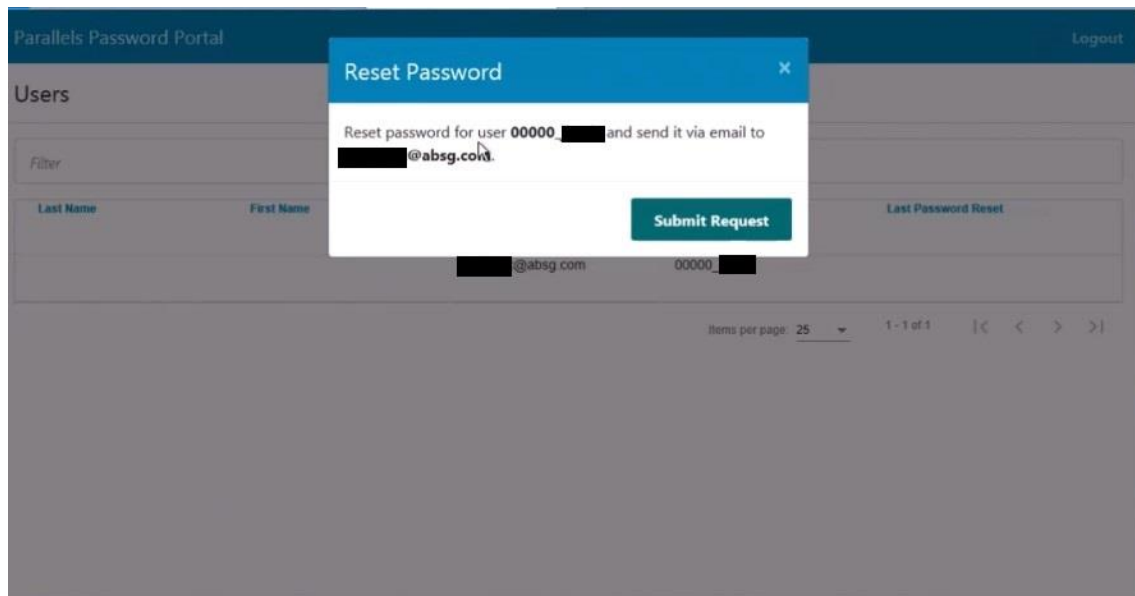 Parallels Password Portal
Logout
Users
Reset Password ×
Reset password for user 00000_ and send it via email to
@absg.com.
Submit Request
Filter
Last Name First Name Last Password Reset
@absg.com 00000_
Items per page: 25 1 - 1 of 1 |< < > >|